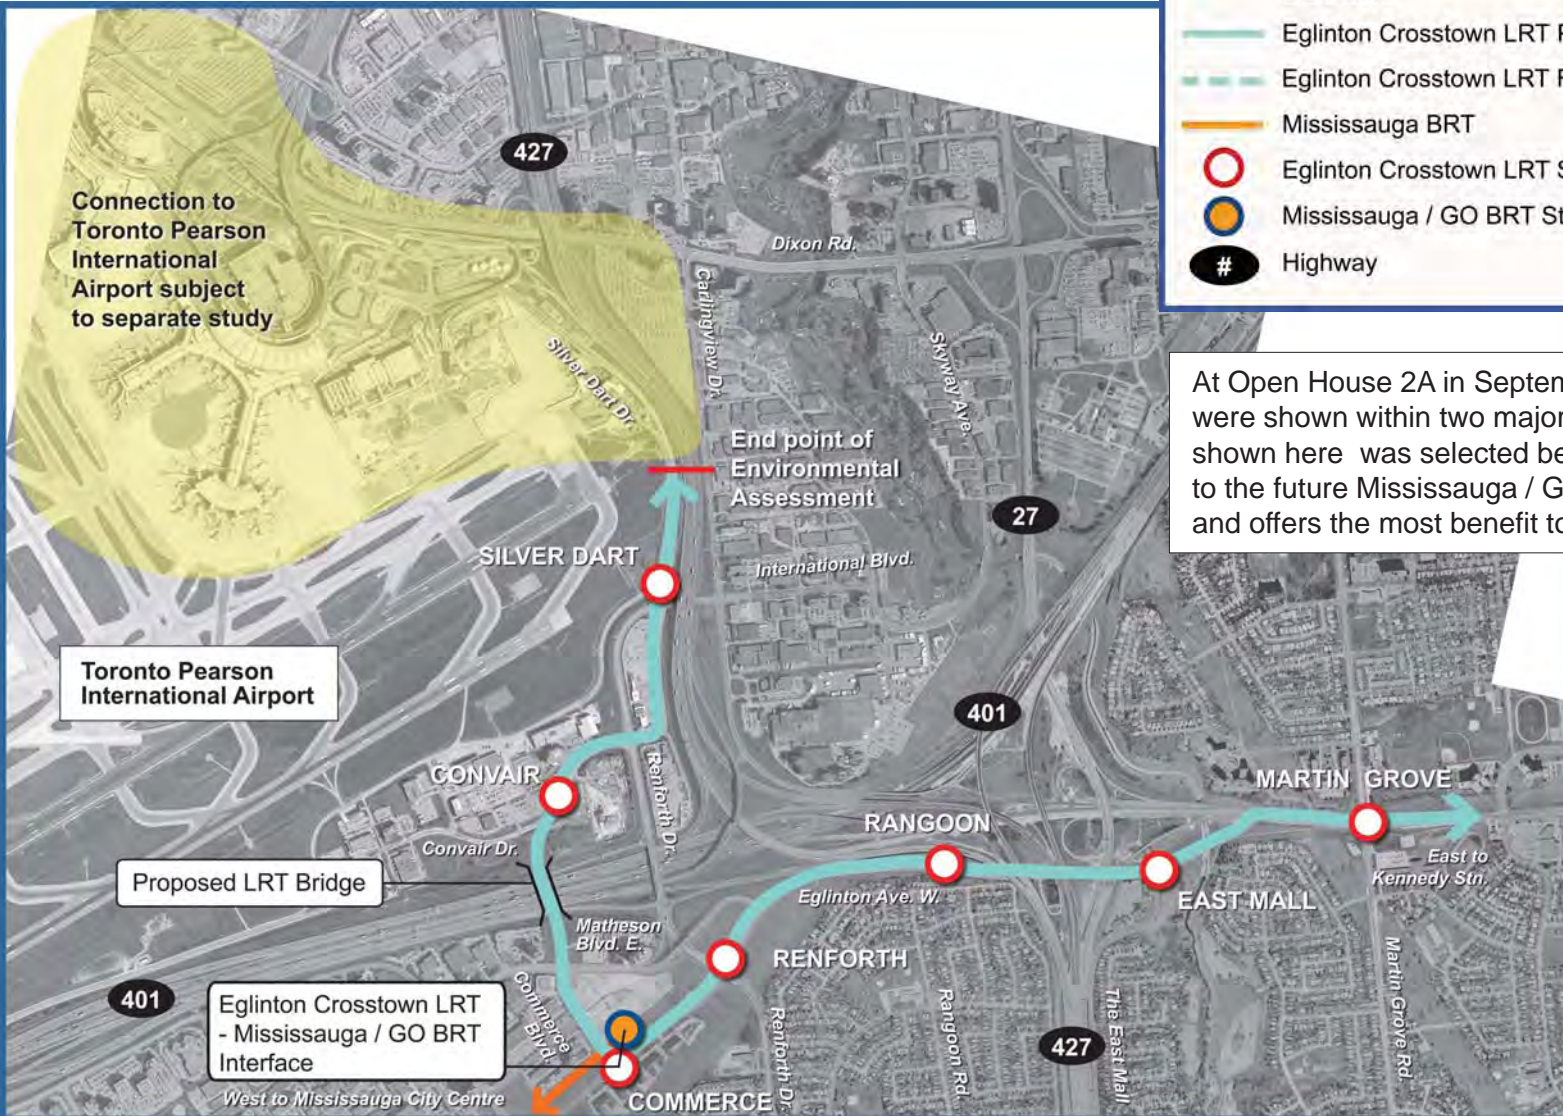 Eglinton Crosstown LRT
Eglinton Crosstown LRT
Mississauga BRT
Eglinton Crosstown LRT
Mississauga / GO BRT
#
Highway
427
Connection to
Toronto Pearson
International
Airport subject
to separate study
Dixon Rd.
Carlingview Dr.
Skyway Ave.
Silver Dart Dr.
At Open House 2A in
were shown within two major
shown here was selected
to the future Mississauga /
and offers the most benefit to
End point of
Environmental
Assessment
27
SILVER DART
International Blvd.
Toronto Pearson
International Airport
401
CONVAIR
Renforth Dr.
MARTIN GROVE
RANGOON
Convair Dr.
East to
Kennedy Stn.
Proposed LRT Bridge
Eglinton Ave. W.
EAST MALL
Matheson
Blvd. E.
RENFORTH
Martin Grove Rd.
401
Eglinton Crosstown LRT
- Mississauga / GO BRT
Interface
Commerce
Blvd.
Renforth Dr.
Rangoon Rd.
427
The East Mall
West to Mississauga City Centre
COMMERCE